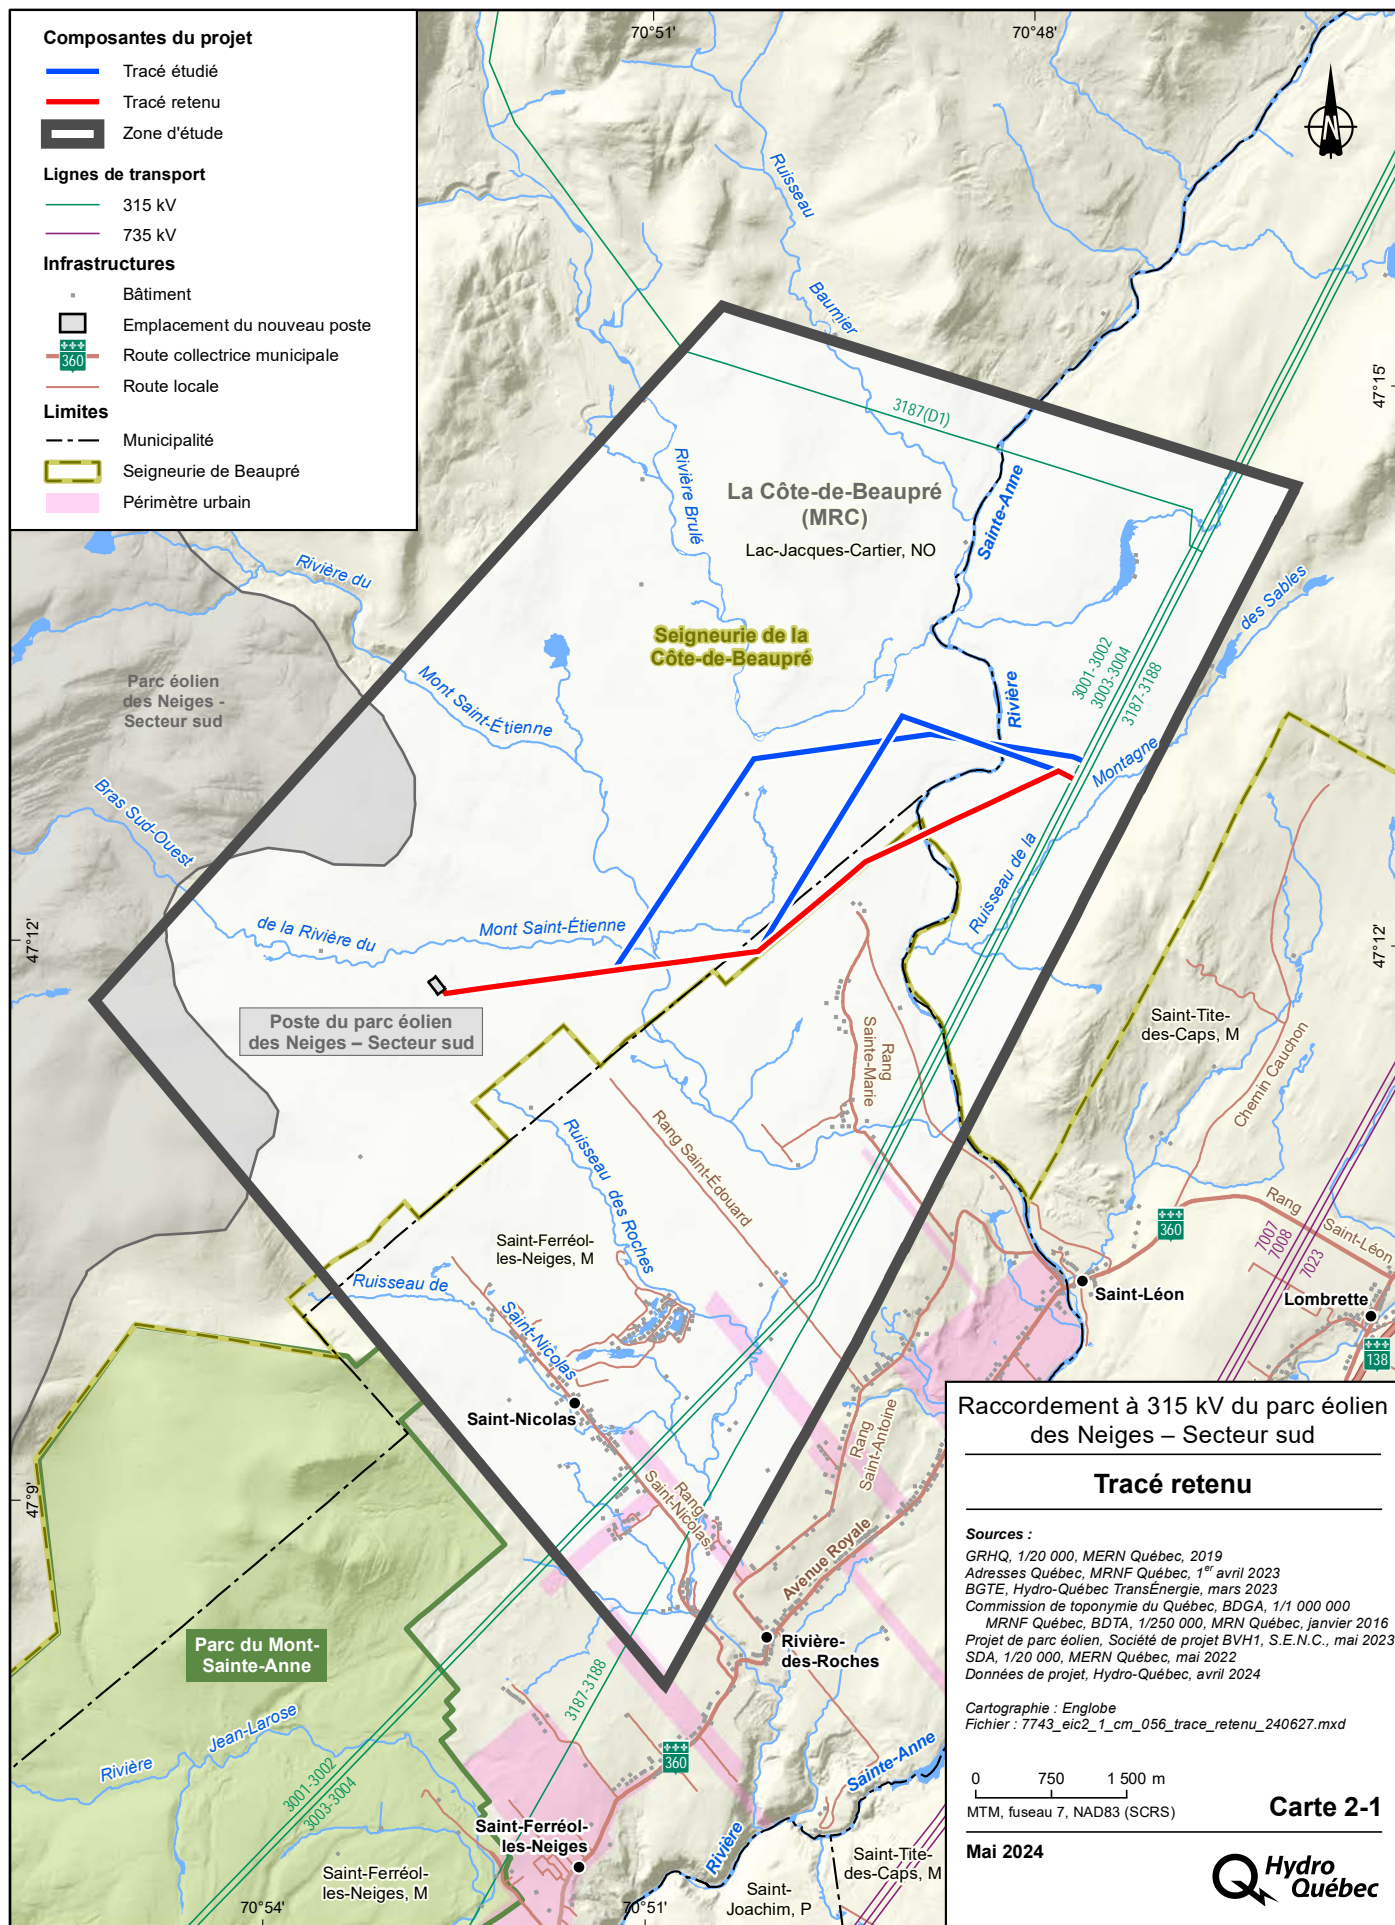 Composantes du projet
Tracé étudié
Tracé retenu
Zone d'étude
Lignes de transport
315 kV
735 kV
Infrastructures
Bâtiment
Emplacement du nouveau poste
360
Route collectrice municipale
Route locale
Limites
Municipalité
Seigneurie de Beaupré
Périmètre urbain
70°51'
70°48'
N
47°15'
Ruisseau
Baumier
3187(D1)
Rivière Brulé
La Côte-de-Beaupré
(MRC)
Lac-Jacques-Cartier, NO
Sainte-Anne
Rivière
des Sables
Rivière du
Mont Saint-Étienne
Seigneurie de la
Côte-de-Beaupré
3001-3002
3003-3004
3187-3188
Parc éolien
des Neiges -
Secteur sud
Montagne
Ruisseau de la
Bras Sud-Ouest
de la Rivière du
Mont Saint-Étienne
47°12'
47°12'
Poste du parc éolien
des Neiges – Secteur sud
Rang
Sainte-Marie
Saint-Tite-
des-Caps, M
Chemin Cauchon
Rang Saint-Édouard
Ruisseau des Roches
Saint-Ferréol-
les-Neiges, M
Ruisseau de
Saint-Nicolas
360
Rang
Saint-Léon
7007
7008
7023
Saint-Léon
Lombrette
138
Saint-Nicolas
Rang
Saint-Nicolas
Rang
Saint-Antoine
Avenue Royale
47°9'
Rivière-
des-Roches
Parc du Mont-
Sainte-Anne
3187-3188
360
Rivière
Jean-Larose
3001-3002
3003-3004
Sainte-Anne
Rivière
Saint-Ferréol-
les-Neiges
Saint-Ferréol-
les-Neiges, M
Saint-Tite-
des-Caps, M
Saint-
Joachim, P
70°54'
70°51'
Raccordement à 315 kV du parc éolien
des Neiges – Secteur sud
Tracé retenu
Sources :
GRHQ, 1/20 000, MERN Québec, 2019
Adresses Québec, MRNF Québec, 1er avril 2023
BGTE, Hydro-Québec TransÉnergie, mars 2023
Commission de toponymie du Québec, BDGA, 1/1 000 000
MRNF Québec, BDTA, 1/250 000, MRN Québec, janvier 2016
Projet de parc éolien, Société de projet BVH1, S.E.N.C., mai 2023
SDA, 1/20 000, MERN Québec, mai 2022
Données de projet, Hydro-Québec, avril 2024
Cartographie : Englobe
Fichier : 7743_eic2_1_cm_056_trace_retenu_240627.mxd
0 750 1 500 m
MTM, fuseau 7, NAD83 (SCRS)
Carte 2-1
Mai 2024
Hydro
Québec